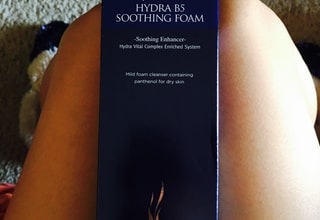 HYDRA B5
SOOTHING FOAM
-Soothing Enhancer-
Hydra Vital Complex Enriched System
Mild foam cleanser containing
panthenol for dry skin